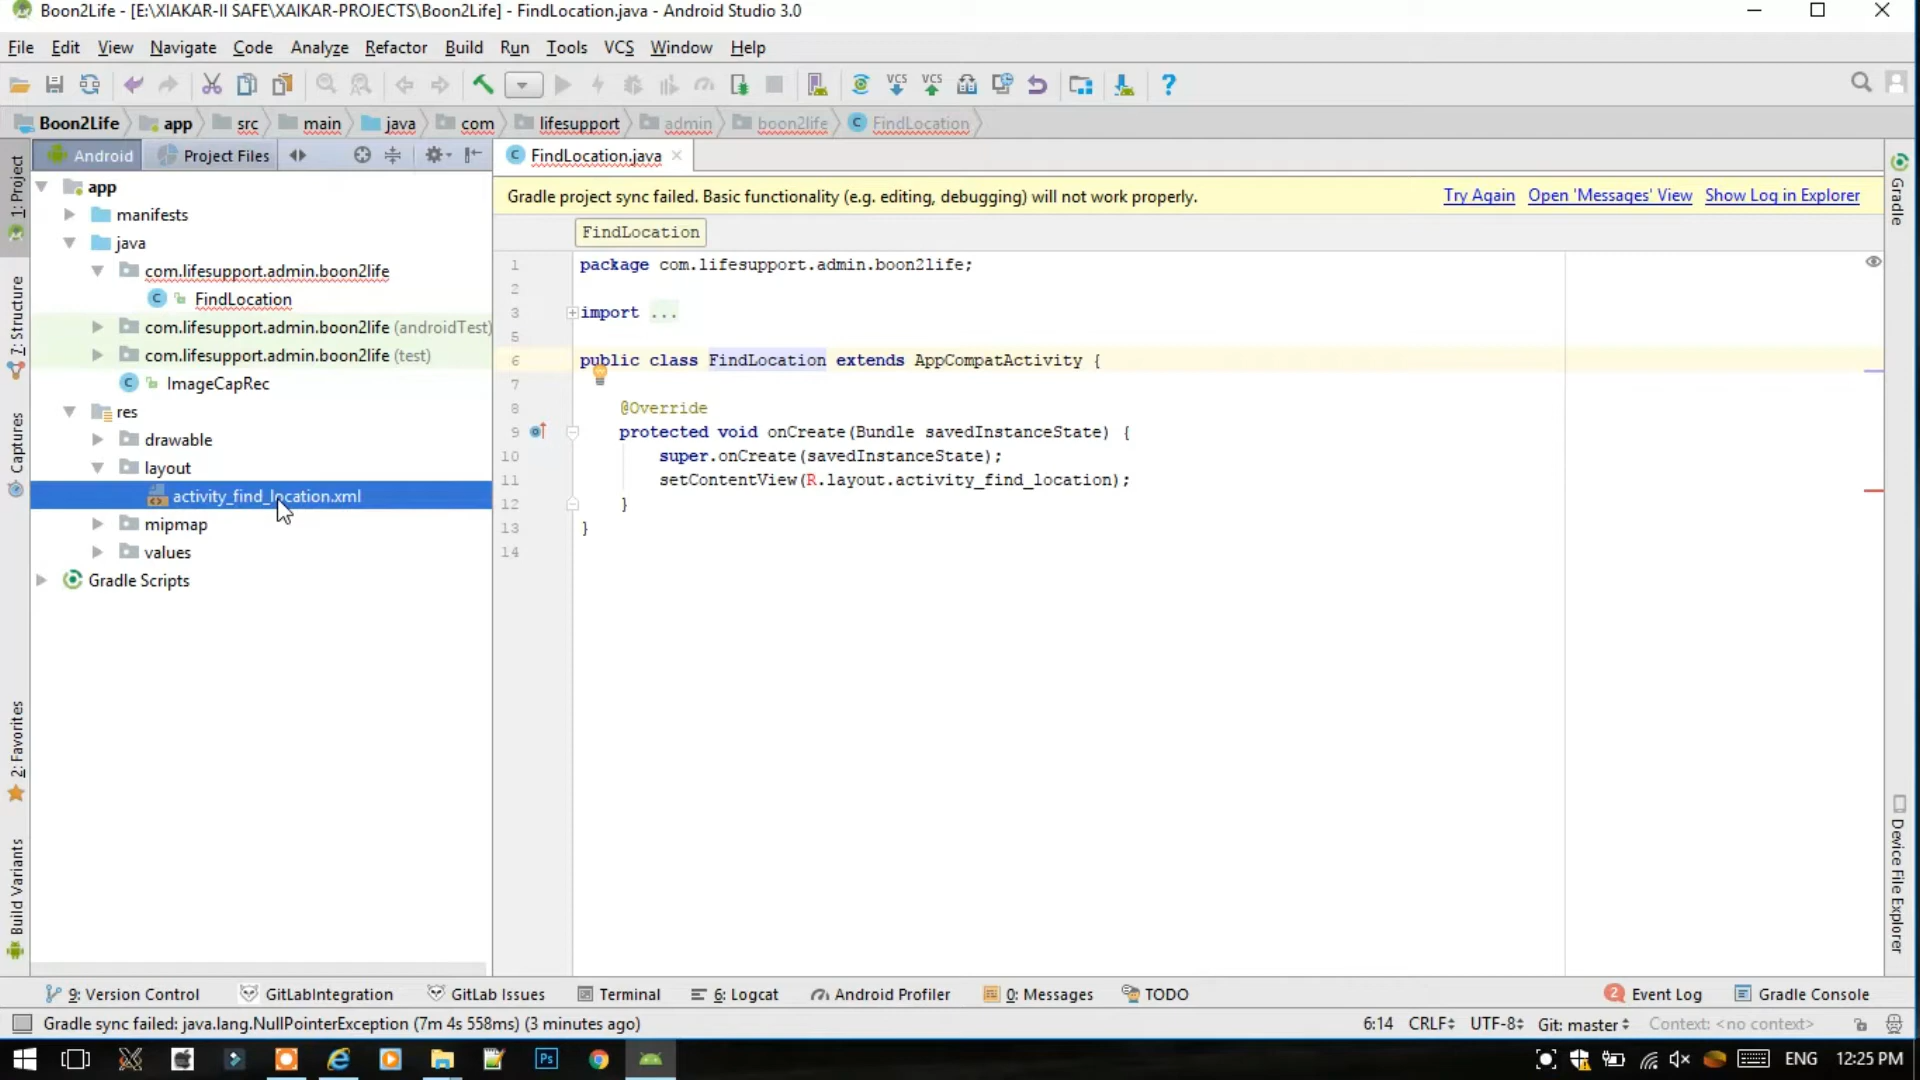 Boon2Life - [E:\XIAKAR-II SAFE\XAIKAR-PROJECTS\Boon2Life] - FindLocation.java - Android Studio 3.0
File Edit View Navigate Code Analyze Refactor Build Run Tools VCS Window Help
VCS VCS ?
Boon2Life app src main java com lifesupport admin boon2life C FindLocation
Android Project Files C FindLocation.java
1: Project
7: Structure
Captures
2: Favorites
Build Variants
app
manifests
java
com.lifesupport.admin.boon2life
C FindLocation
com.lifesupport.admin.boon2life (androidTest)
com.lifesupport.admin.boon2life (test)
C ImageCapRec
res
drawable
layout
activity_find_location.xml
mipmap
values
Gradle Scripts
Gradle project sync failed. Basic functionality (e.g. editing, debugging) will not work properly. Try Again Open 'Messages' View Show Log in Explorer
FindLocation
1 package com.lifesupport.admin.boon2life;
2
3 import ...
5
6 public class FindLocation extends AppCompatActivity {
7
8 @Override
9 protected void onCreate(Bundle savedInstanceState) {
10 super.onCreate(savedInstanceState);
11 setContentView(R.layout.activity_find_location);
12 }
13 }
14
Gradle
Device File Explorer
9: Version Control GitLabIntegration GitLab Issues Terminal 6: Logcat Android Profiler 0: Messages TODO 2 Event Log Gradle Console
Gradle sync failed: java.lang.NullPointerException (7m 4s 558ms) (3 minutes ago) 6:14 CRLF UTF-8 Git: master Context: <no context>
Ps ENG 12:25 PM